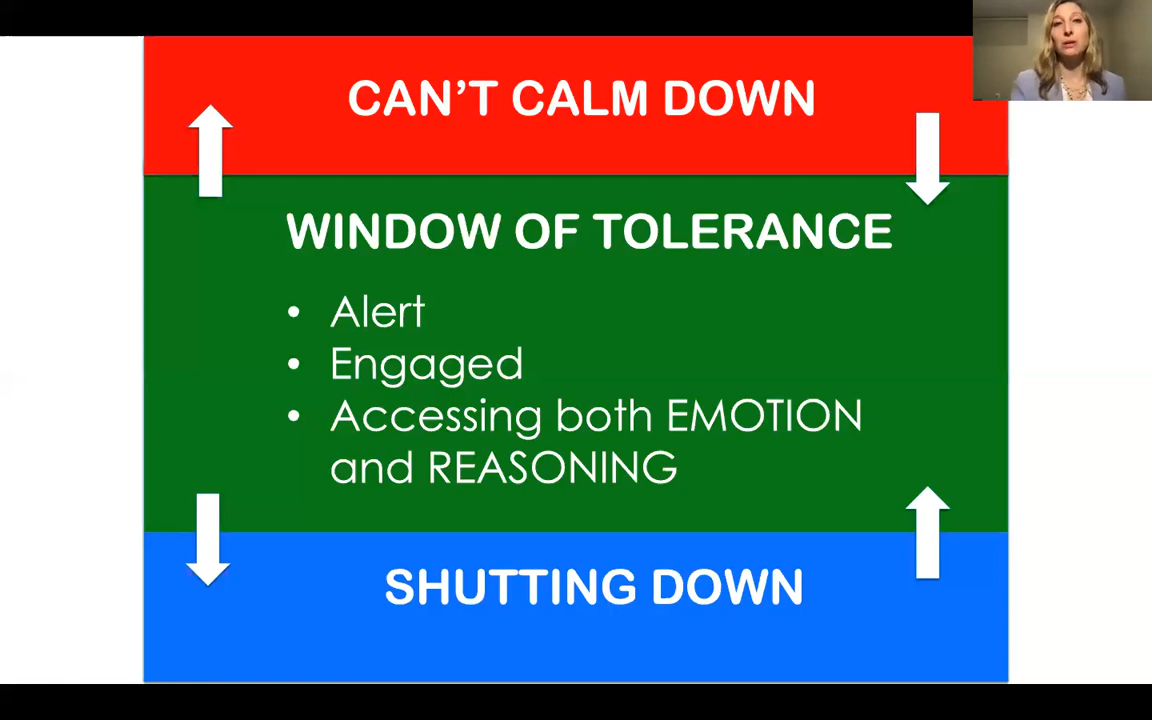 CAN’T CALM DOWN
WINDOW OF TOLERANCE
• Alert
• Engaged
• Accessing both EMOTION
and REASONING
SHUTTING DOWN